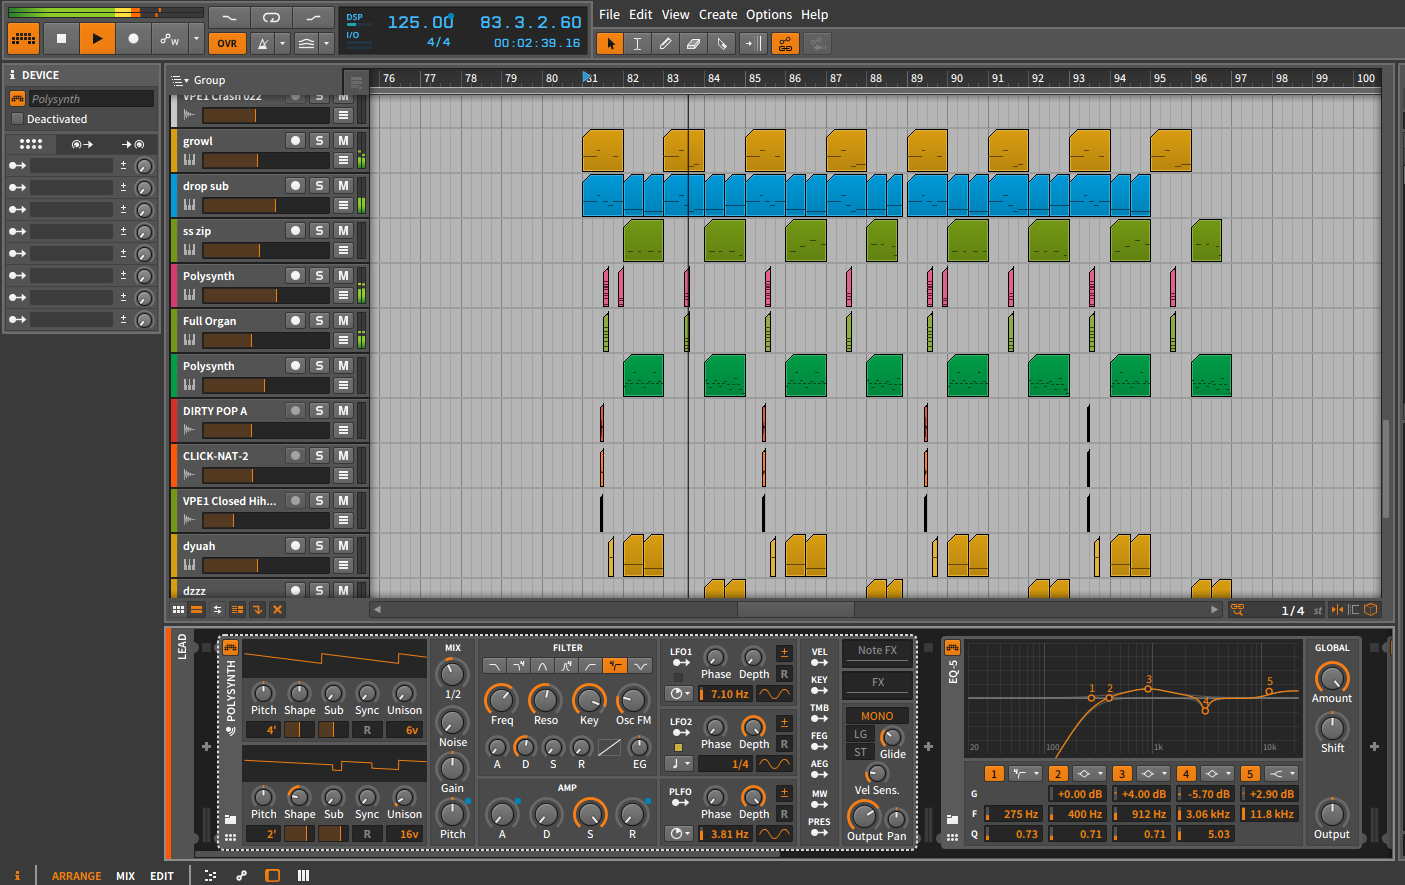 DSP
I/O
125.00
4/4
83.3.2.60
00:02:39.16
File Edit View Create Options Help
OVR
W
i DEVICE
Polysynth
Deactivated
Group
76 77 78 79 80 81 82 83 84 85 86 87 88 89 90 91 92 93 94 95 96 97 98 99 100
VPE1 Crash 022
M
growl
S M
drop sub
S M
ss zip
S M
Polysynth
S M
Full Organ
S M
Polysynth
S M
DIRTY POP A
S M
CLICK-NAT-2
S M
VPE1 Closed Hih...
S M
dyuah
S M
dzzz
1/4 st
LEAD
POLYSYNTH
Pitch Shape Sub Sync Unison
4' R 6v
Pitch Shape Sub Sync Unison
2' R 16v
MIX
1/2
Noise
Gain
Pitch
FILTER
Freq Reso Key Osc FM
A D S R EG
AMP
A D S R
LFO1
Phase Depth ±
R
7.10 Hz
LFO2
Phase Depth ±
R
1/4
PLFO
Phase Depth ±
R
3.81 Hz
VEL
KEY
TMB
FEG
AEG
MW
PRES
Note FX
FX
MONO
LG
ST
Glide
Vel Sens.
Output Pan
EQ-5
1 2 3 4 5
20 100 1k 10k
1 2 3 4 5
G +0.00 dB +4.00 dB -5.70 dB +2.90 dB
F 275 Hz 400 Hz 912 Hz 3.06 kHz 11.8 kHz
Q 0.73 0.71 0.71 5.03
GLOBAL
Amount
Shift
Output
i ARRANGE MIX EDIT